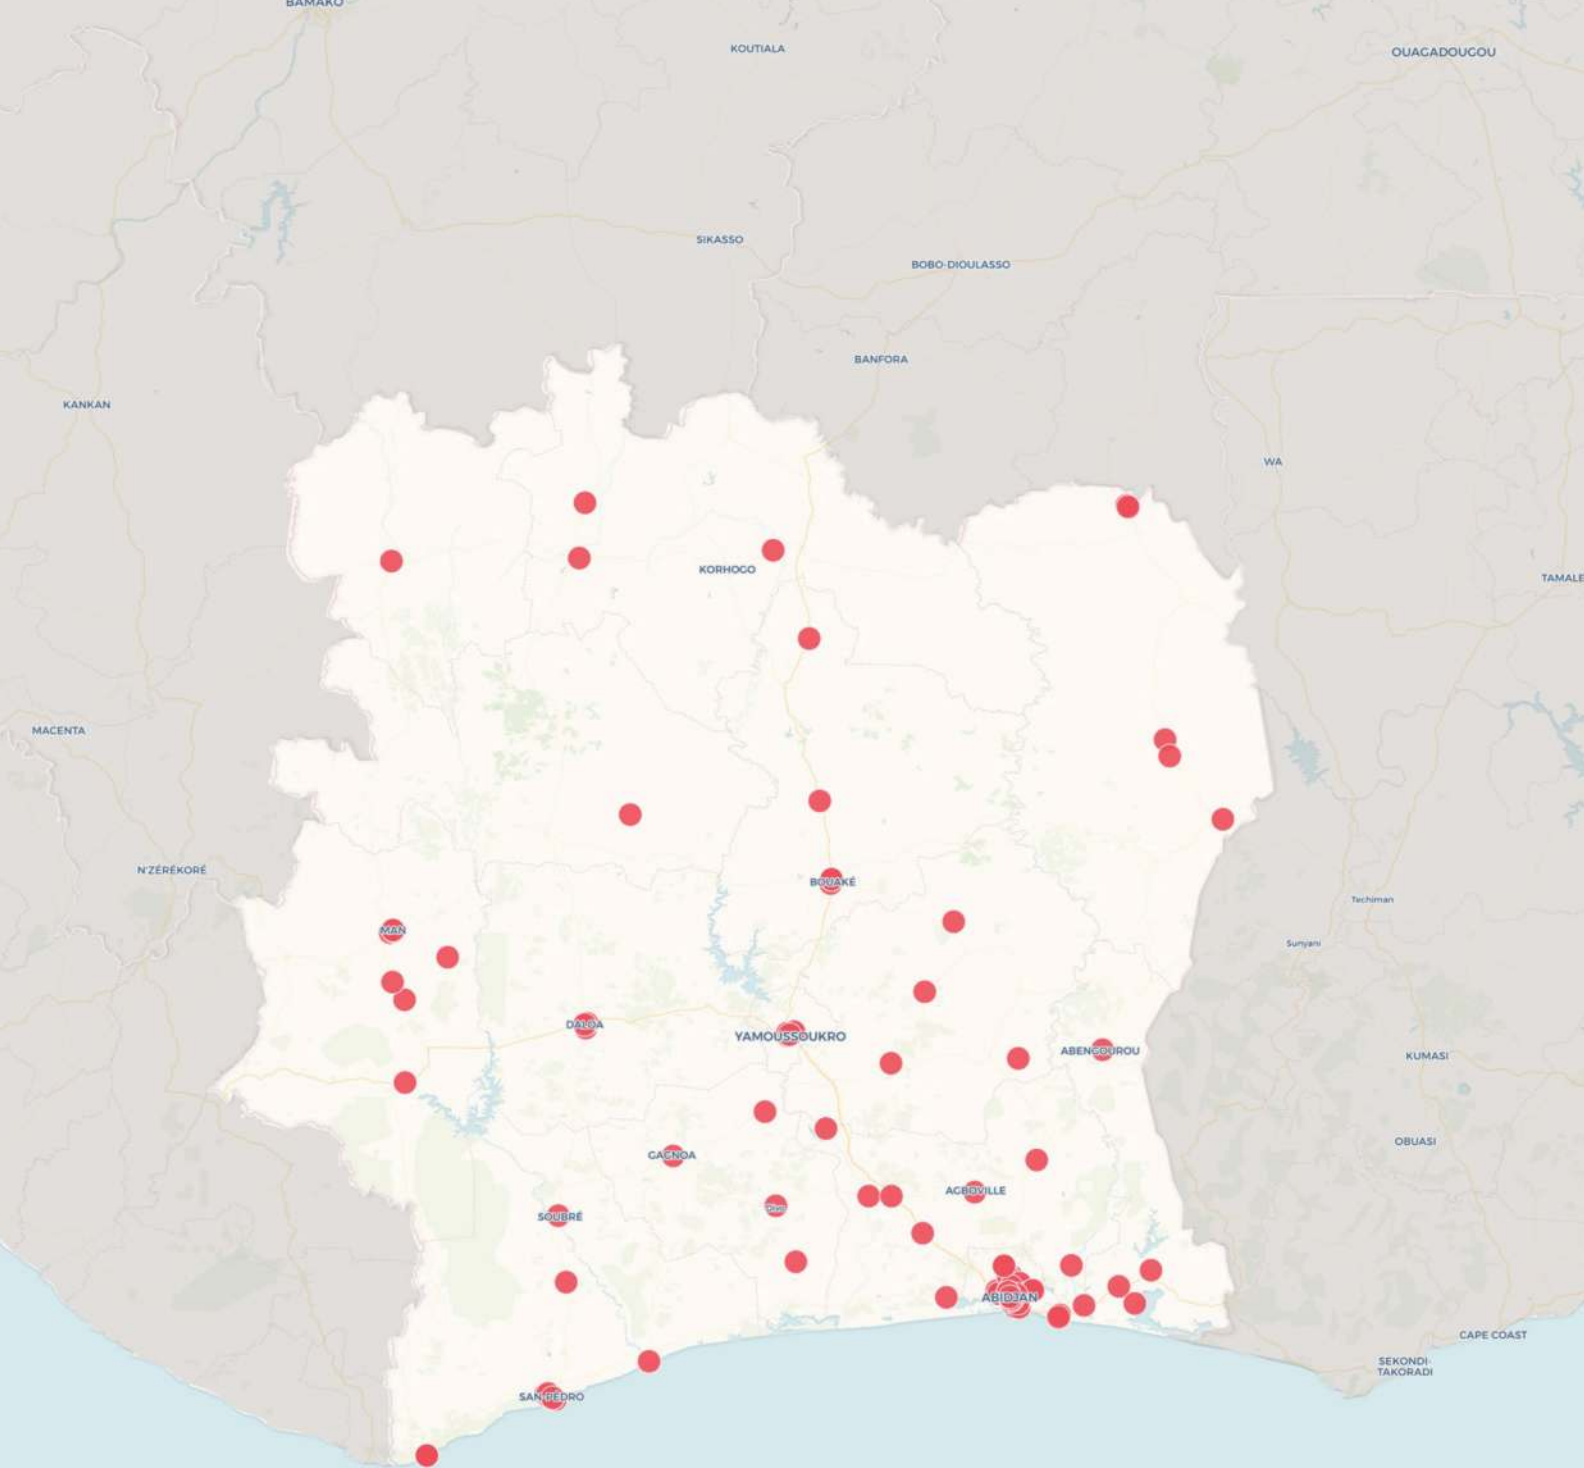 BAMAKO
KOUTIALA
OUAGADOUGOU
SIKASSO
BOBO-DIOULASSO
BANFORA
KANKAN
WA
KORHOGO
TAMALE
MACENTA
N'ZÉRÉKORÉ
BOUAKÉ
Techiman
MAN
Sunyani
DALOA
YAMOUSSOUKRO
ABENGOUROU
KUMASI
OBUASI
GAGNOA
AGBOVILLE
Divo
SOUBRÉ
ABIDJAN
CAPE COAST
SEKONDI-
TAKORADI
SAN-PÉDRO